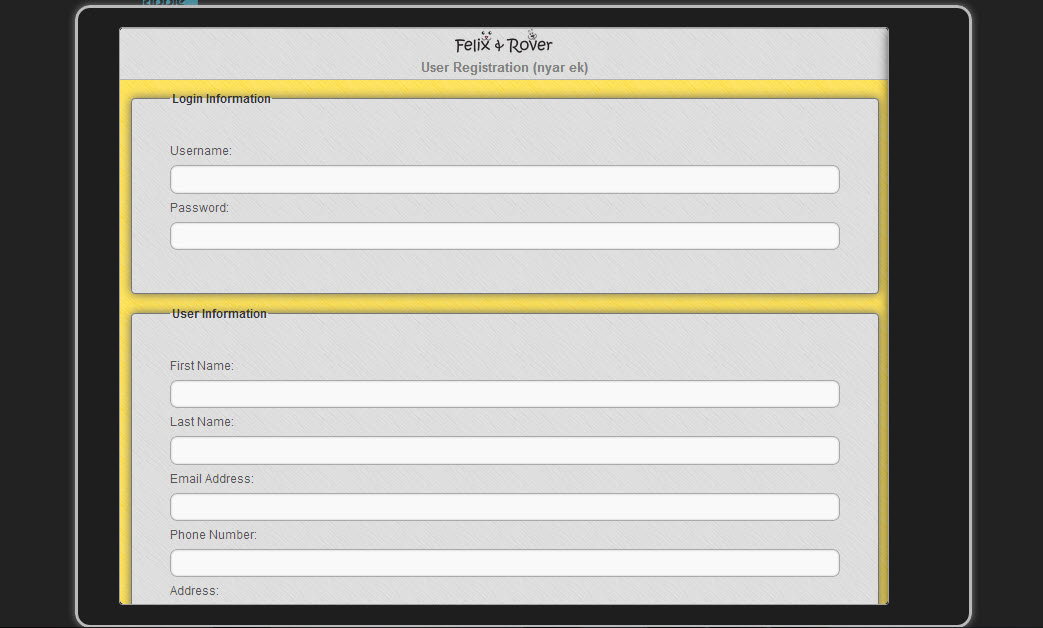 Felix & Rover
User Registration (nyar ek)
Login Information
Username:
Password:
User Information
First Name:
Last Name:
Email Address:
Phone Number:
Address: